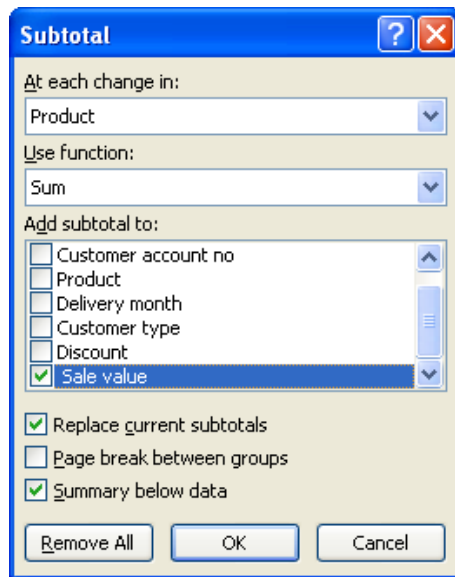 Subtotal
At each change in:
Product
Use function:
Sum
Add subtotal to:
Customer account no
Product
Delivery month
Customer type
Discount
Sale value
Replace current subtotals
Page break between groups
Summary below data
Remove All OK Cancel